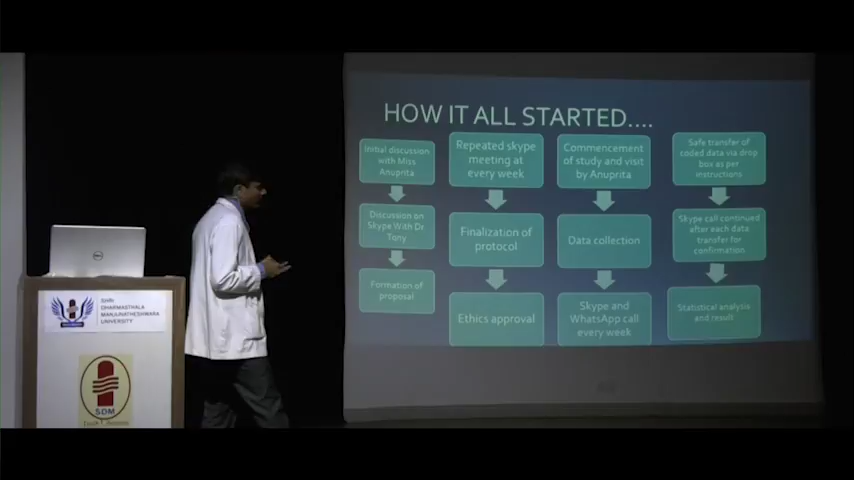 HOW IT ALL STARTED....
Initial discussion
with Miss
Anuprita
Discussion on
Skype With Dr.
Tony
Formation of
proposal
Repeated skype
meeting at
every week
Finalization of
protocol
Ethics approval
Commencement
of study and visit
by Anuprita
Data collection
Skype and
WhatsApp call
every week
Safe transfer of
coded data via drop
box as per
instructions
Skype call continued
after each data
transfer for
confirmation
Statistical analysis
and result
DELL
SHRI
DHARMASTHALA
MANJUNATHESHWARA
UNIVERSITY
SDM